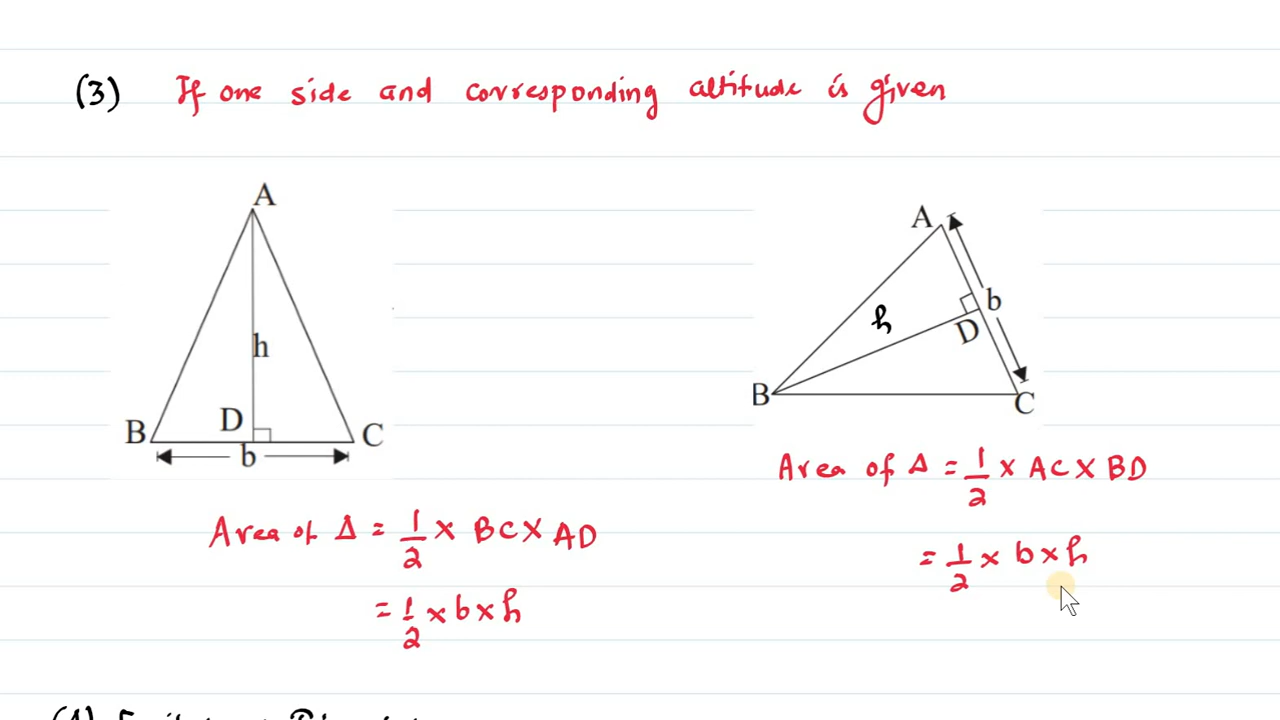 (3) If one side and corresponding altitude is given
A
h
B
D
C
b
Area of Δ = 1/2 × BC × AD
= 1/2 × b × h
A
b
h
D
B
C
Area of Δ = 1/2 × AC × BD
= 1/2 × b × h